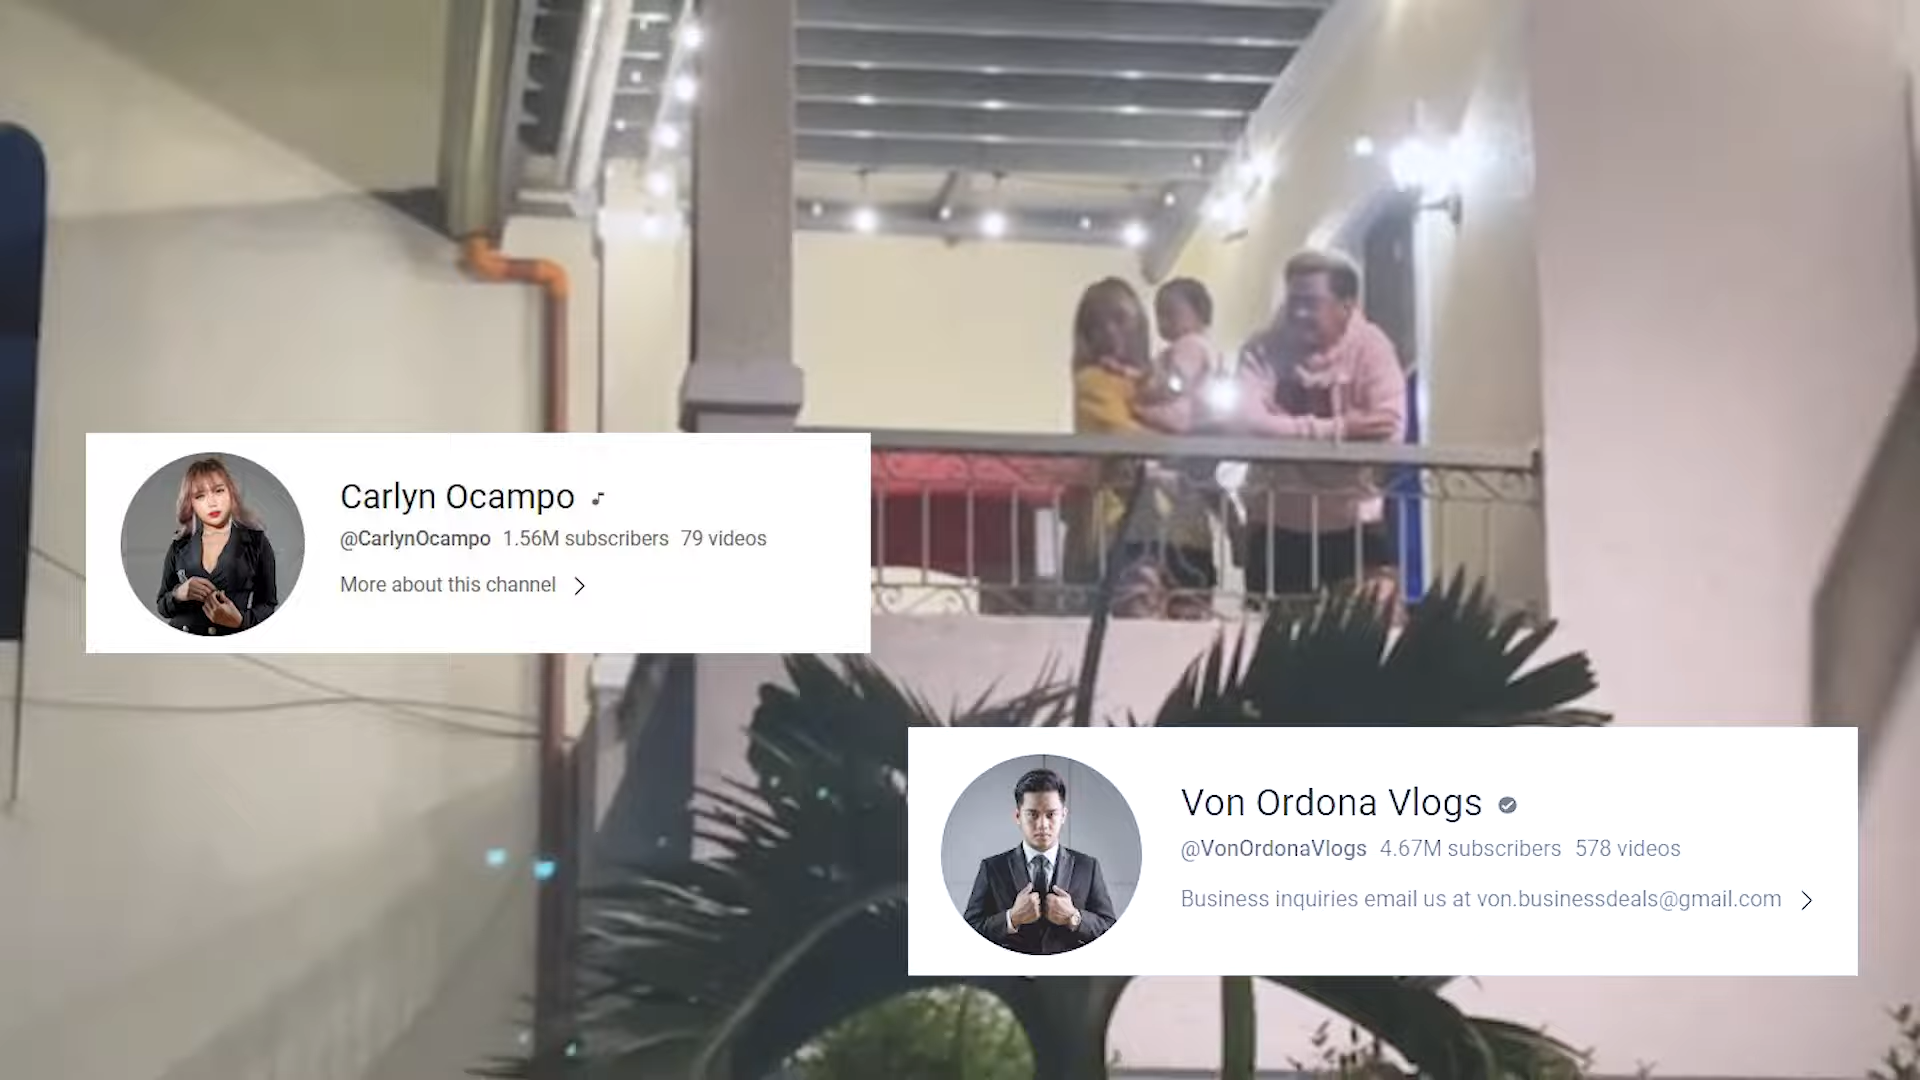 Carlyn Ocampo
@CarlynOcampo 1.56M subscribers 79 videos
More about this channel
Von Ordona Vlogs
@VonOrdonaVlogs 4.67M subscribers 578 videos
Business inquiries email us at von.businessdeals@gmail.com